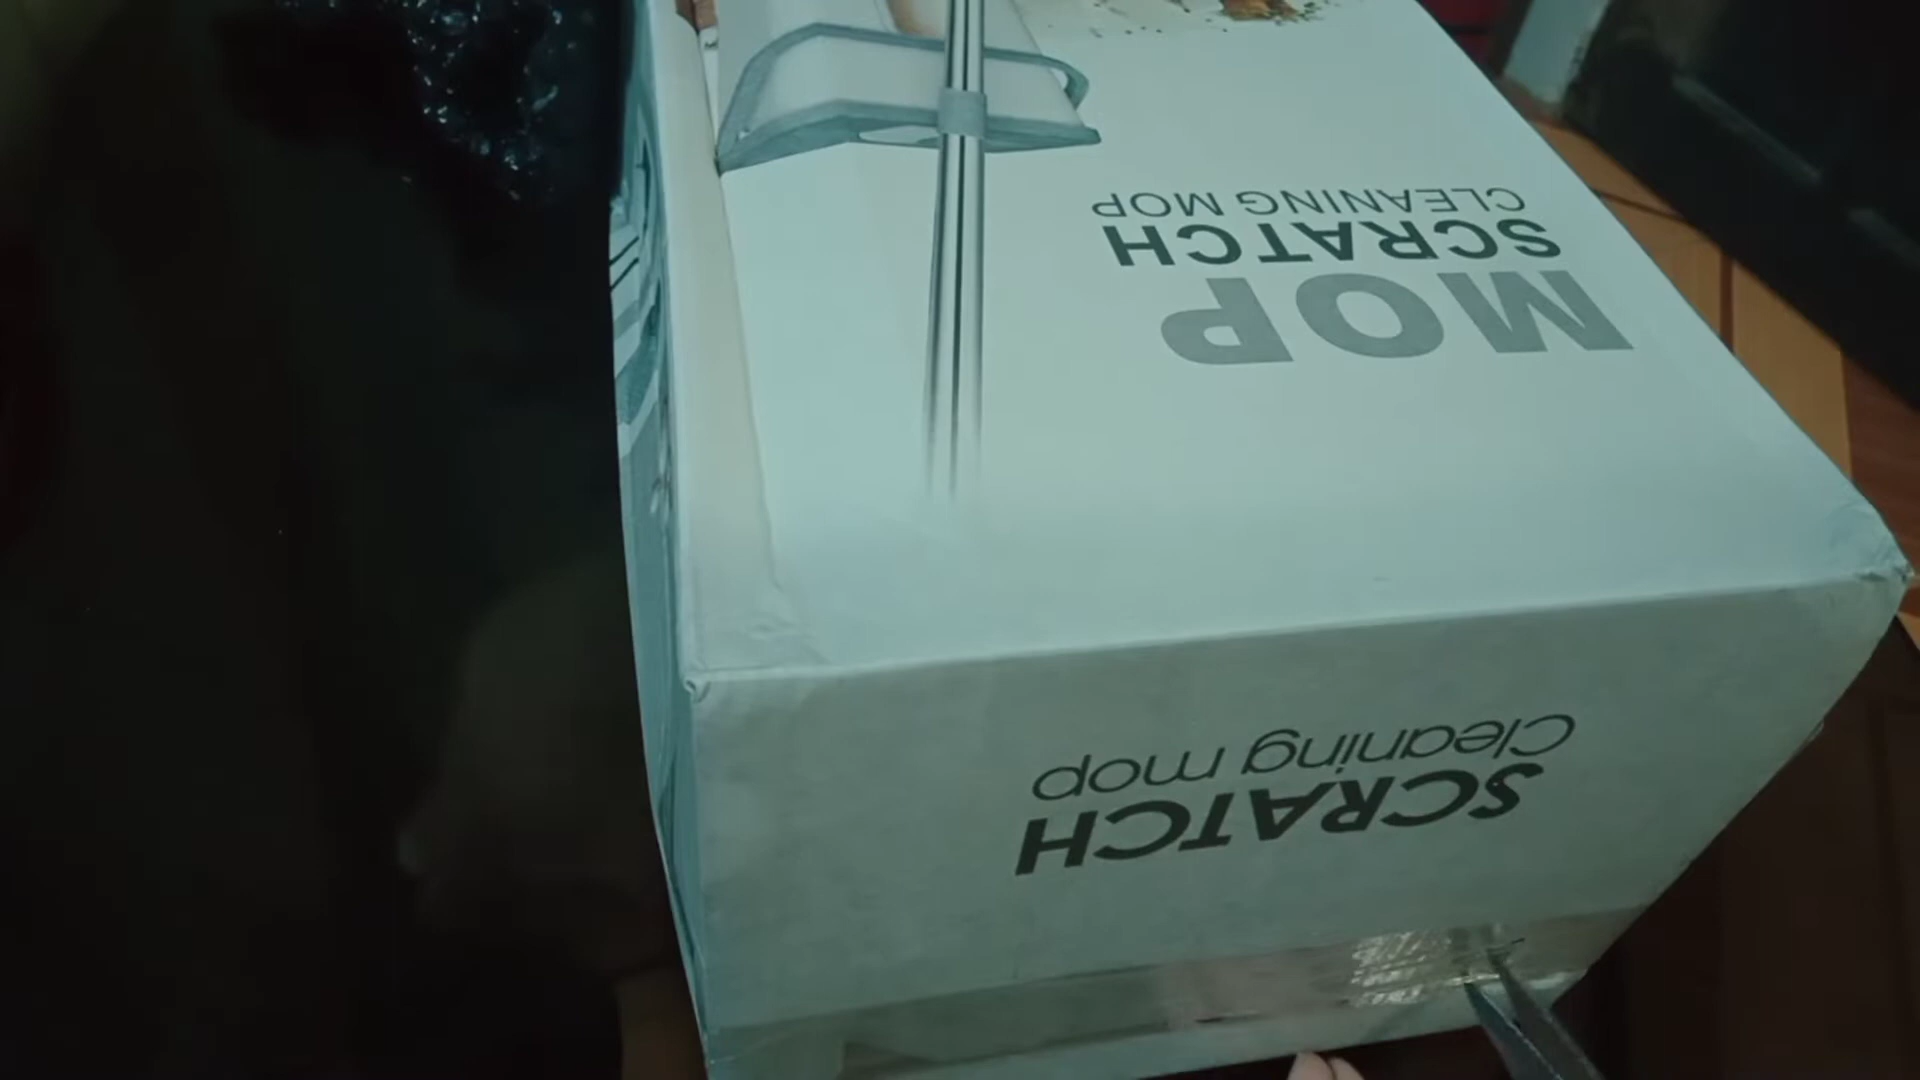 MOP
SCRATCH
CLEANING MOP
SCRATCH
Cleaning mop